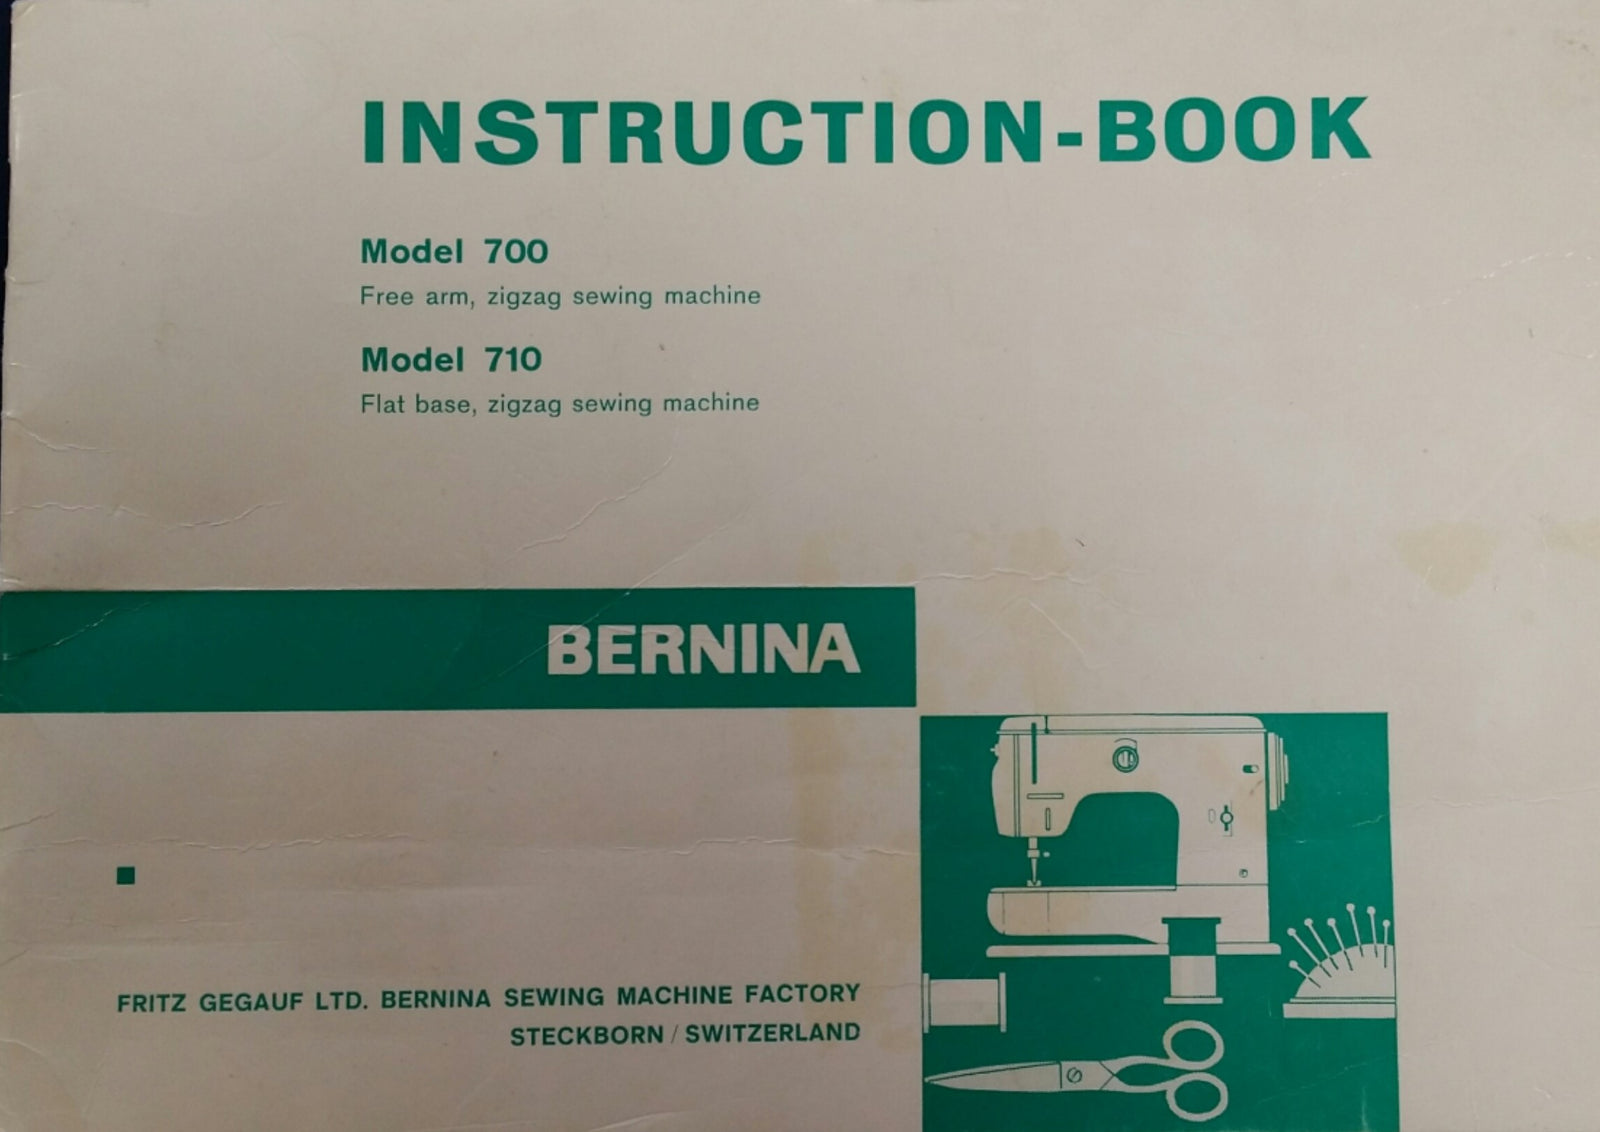 INSTRUCTION-BOOK
Model 700
Free arm, zigzag sewing machine
Model 710
Flat base, zigzag sewing machine
BERNINA
FRITZ GEGAUF LTD. BERNINA SEWING MACHINE FACTORY
STECKBORN / SWITZERLAND